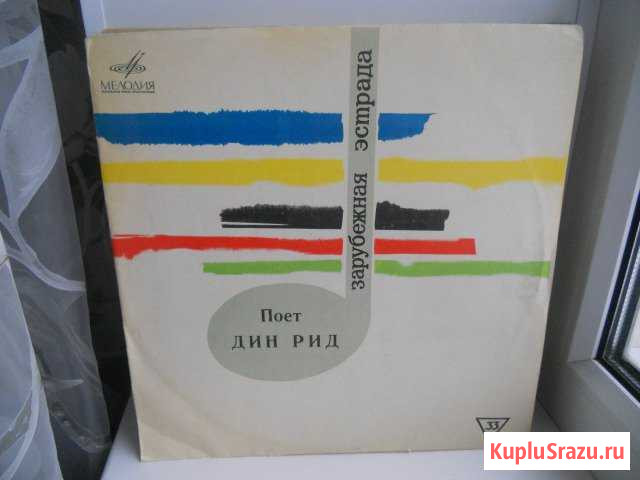 МЕЛОДИЯ
зарубежная эстрада
Поет
ДИН РИД
33
KupluSrazu.ru